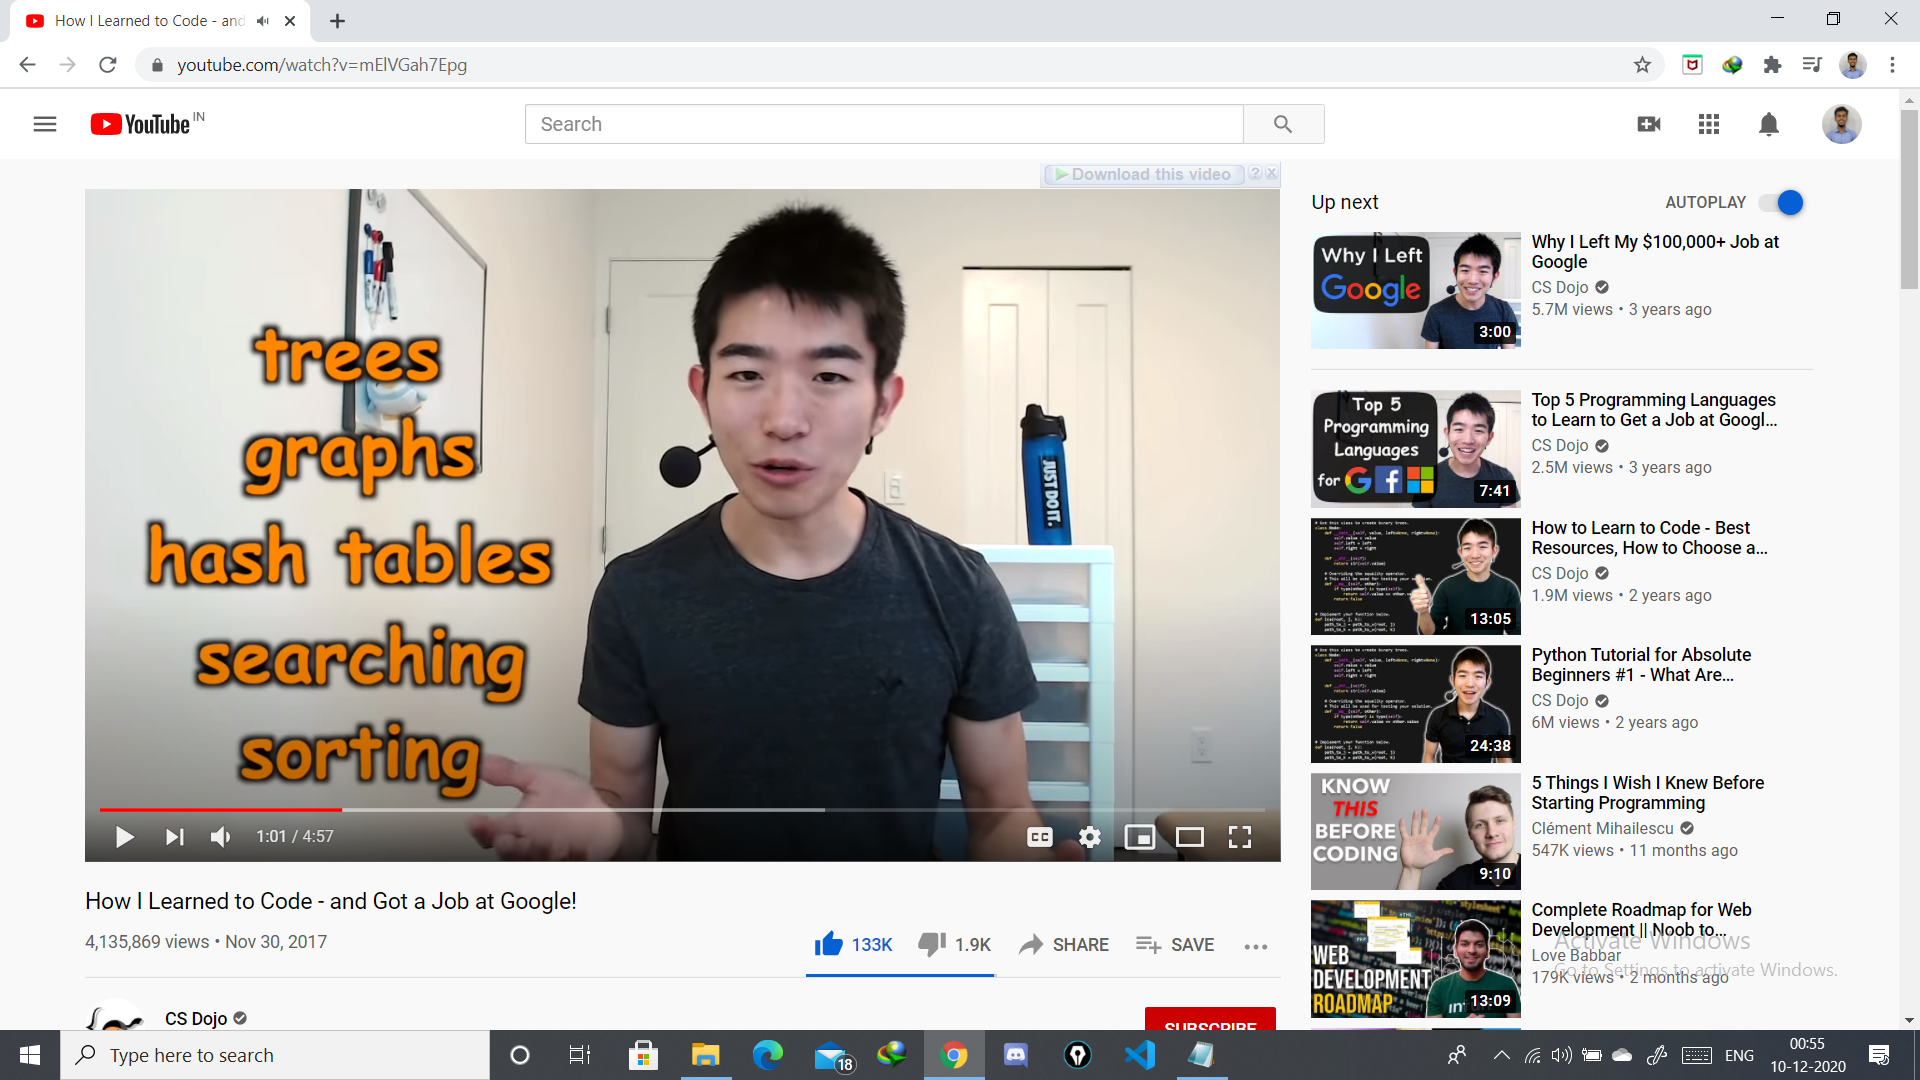 How I Learned to Code - and
youtube.com/watch?v=mElVGah7Epg
YouTube IN
Search
Download this video ? X
trees
graphs
hash tables
searching
sorting
JUST DO IT.
1:01 / 4:57
CC
How I Learned to Code - and Got a Job at Google!
4,135,869 views • Nov 30, 2017
133K 1.9K SHARE SAVE
CS Dojo
SUBSCRIBE
Up next AUTOPLAY
Why I Left
Google
3:00
Why I Left My $100,000+ Job at
Google
CS Dojo
5.7M views • 3 years ago
Top 5
Programming
Languages
for G f
7:41
Top 5 Programming Languages
to Learn to Get a Job at Googl...
CS Dojo
2.5M views • 3 years ago
13:05
How to Learn to Code - Best
Resources, How to Choose a...
CS Dojo
1.9M views • 2 years ago
24:38
Python Tutorial for Absolute
Beginners #1 - What Are...
CS Dojo
6M views • 2 years ago
KNOW
THIS
BEFORE
CODING
9:10
5 Things I Wish I Knew Before
Starting Programming
Clément Mihailescu
547K views • 11 months ago
WEB
DEVELOPMENT
ROADMAP
13:09
Complete Roadmap for Web
Development || Noob to...
Love Babbar
179K views • 2 months ago
Activate Windows
Go to Settings to activate Windows.
Type here to search
18
ENG
00:55
10-12-2020